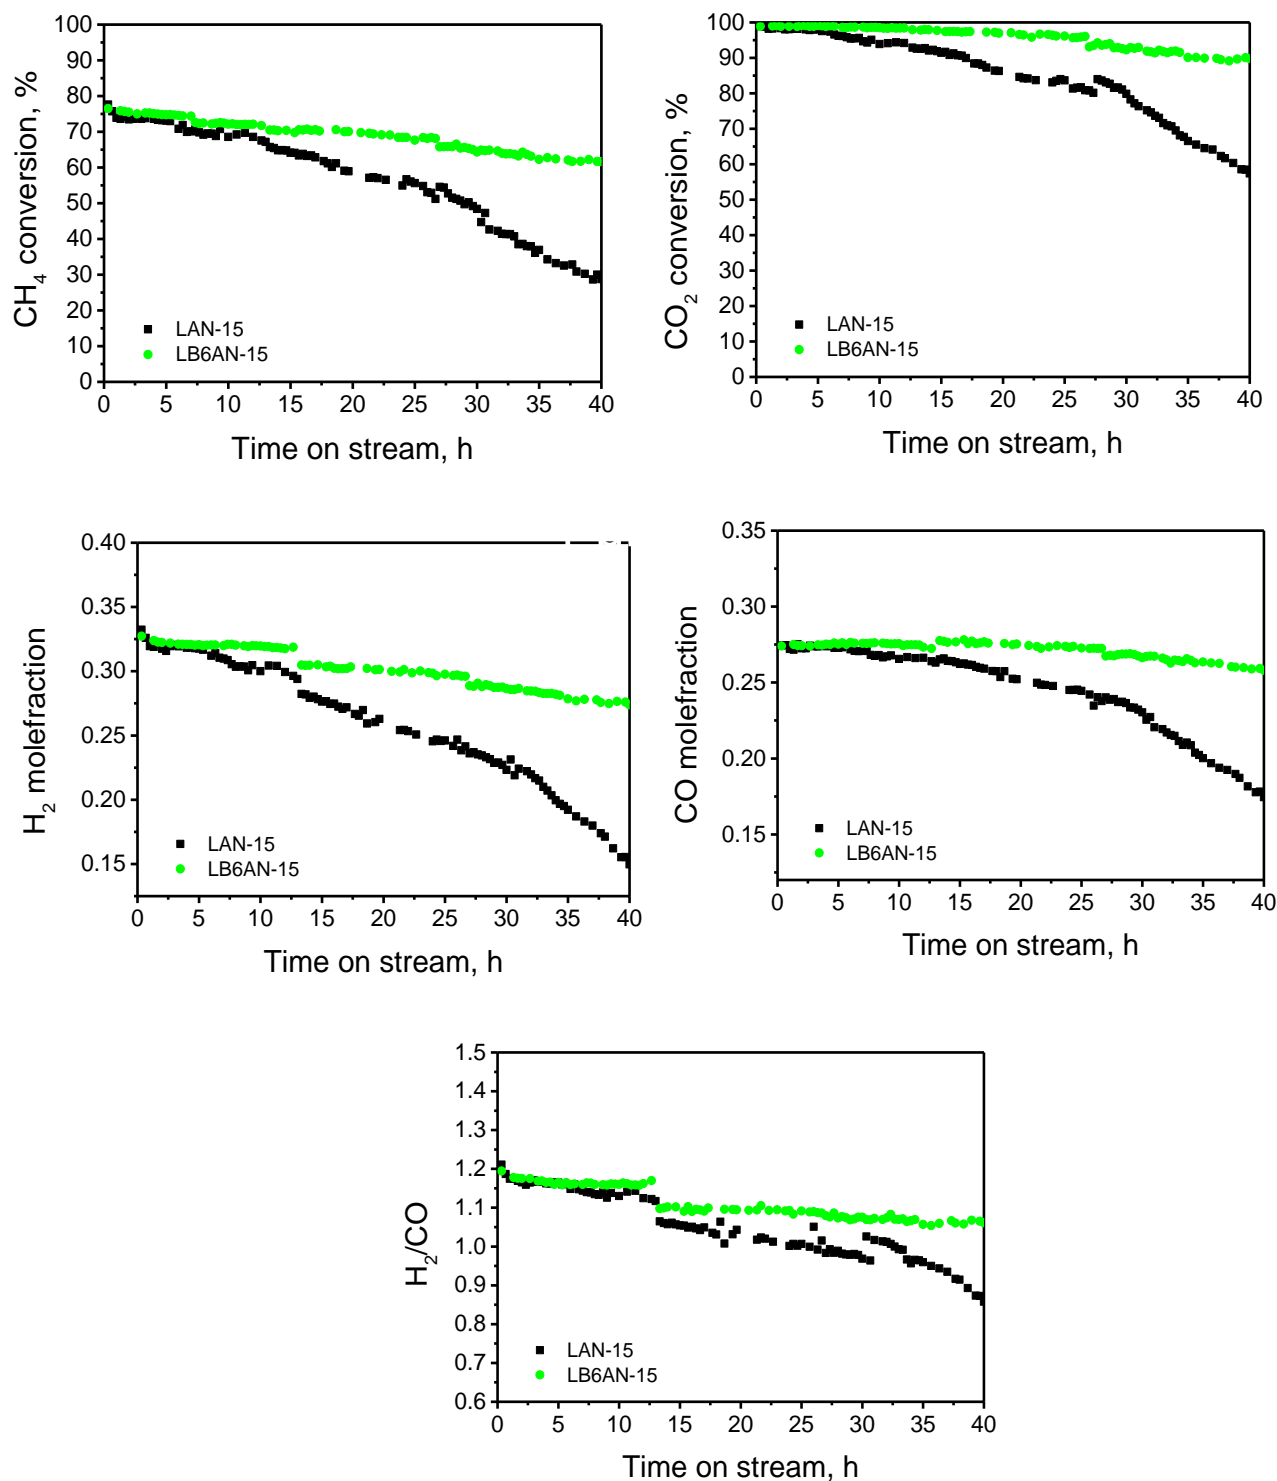 100
90
80
70
60
50
40
30
20
10
0
CH4 conversion, %
LAN-15
LB6AN-15
0 5 10 15 20 25 30 35 40
Time on stream, h
100
90
80
70
60
50
40
30
20
10
0
CO2 conversion, %
LAN-15
LB6AN-15
0 5 10 15 20 25 30 35 40
Time on stream, h
0.40
0.35
0.30
0.25
0.20
0.15
H2 molefraction
LAN-15
LB6AN-15
0 5 10 15 20 25 30 35 40
Time on stream, h
0.35
0.30
0.25
0.20
0.15
CO molefraction
LAN-15
LB6AN-15
0 5 10 15 20 25 30 35 40
Time on stream, h
1.5
1.4
1.3
1.2
1.1
1.0
0.9
0.8
0.7
0.6
H2/CO
LAN-15
LB6AN-15
0 5 10 15 20 25 30 35 40
Time on stream, h